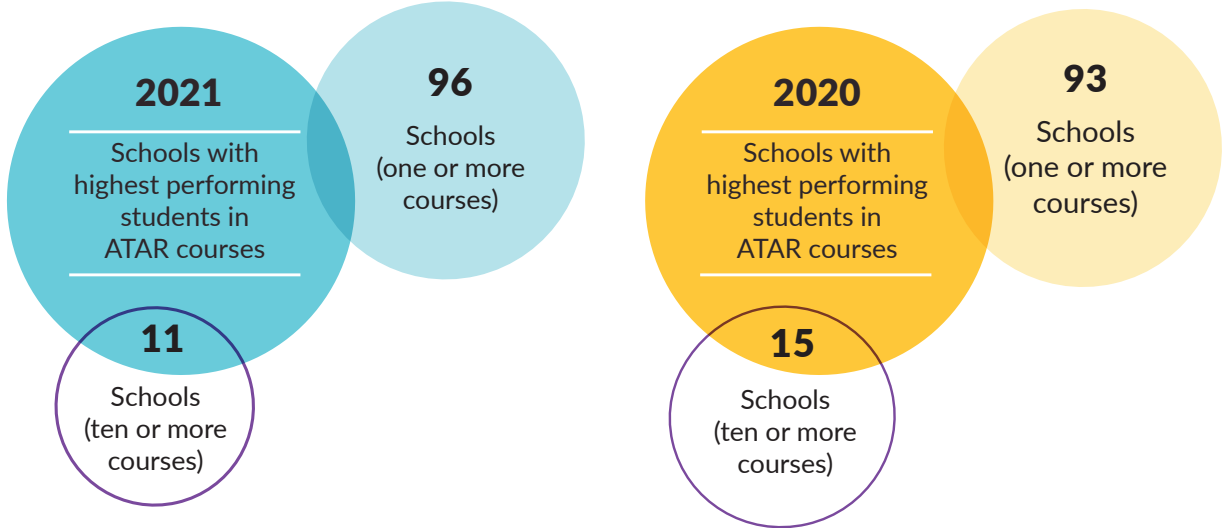 2021
Schools with
highest performing
students in
ATAR courses
96
Schools
(one or more
courses)
11
Schools
(ten or more
courses)
2020
Schools with
highest performing
students in
ATAR courses
93
Schools
(one or more
courses)
15
Schools
(ten or more
courses)